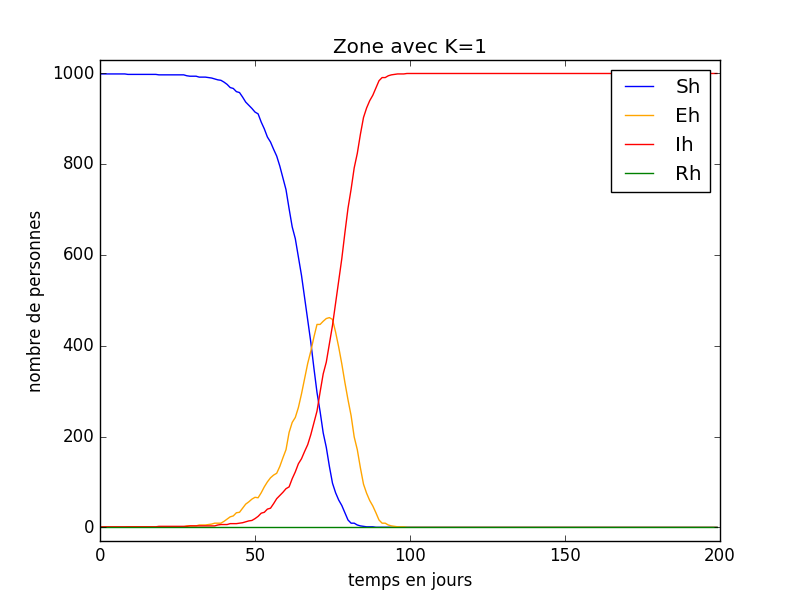 Zone avec K=1
1000
800
600
400
200
0
nombre de personnes
Sh
Eh
Ih
Rh
0 50 100 150 200
temps en jours